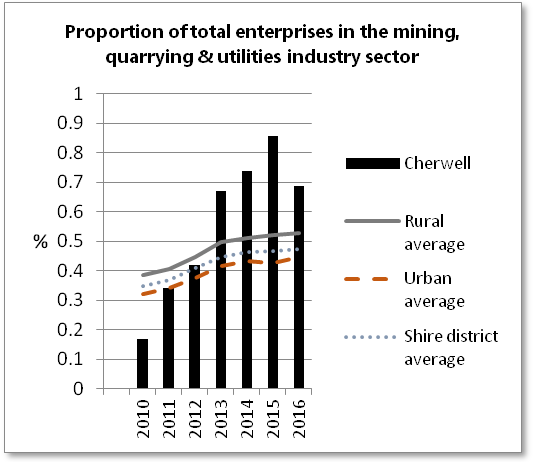 Proportion of total enterprises in the mining,
quarrying & utilities industry sector
1
0.9
0.8
0.7
0.6
0.5
0.4
0.3
0.2
0.1
0
%
2010
2011
2012
2013
2014
2015
2016
Cherwell
Rural
average
Urban
average
Shire district
average